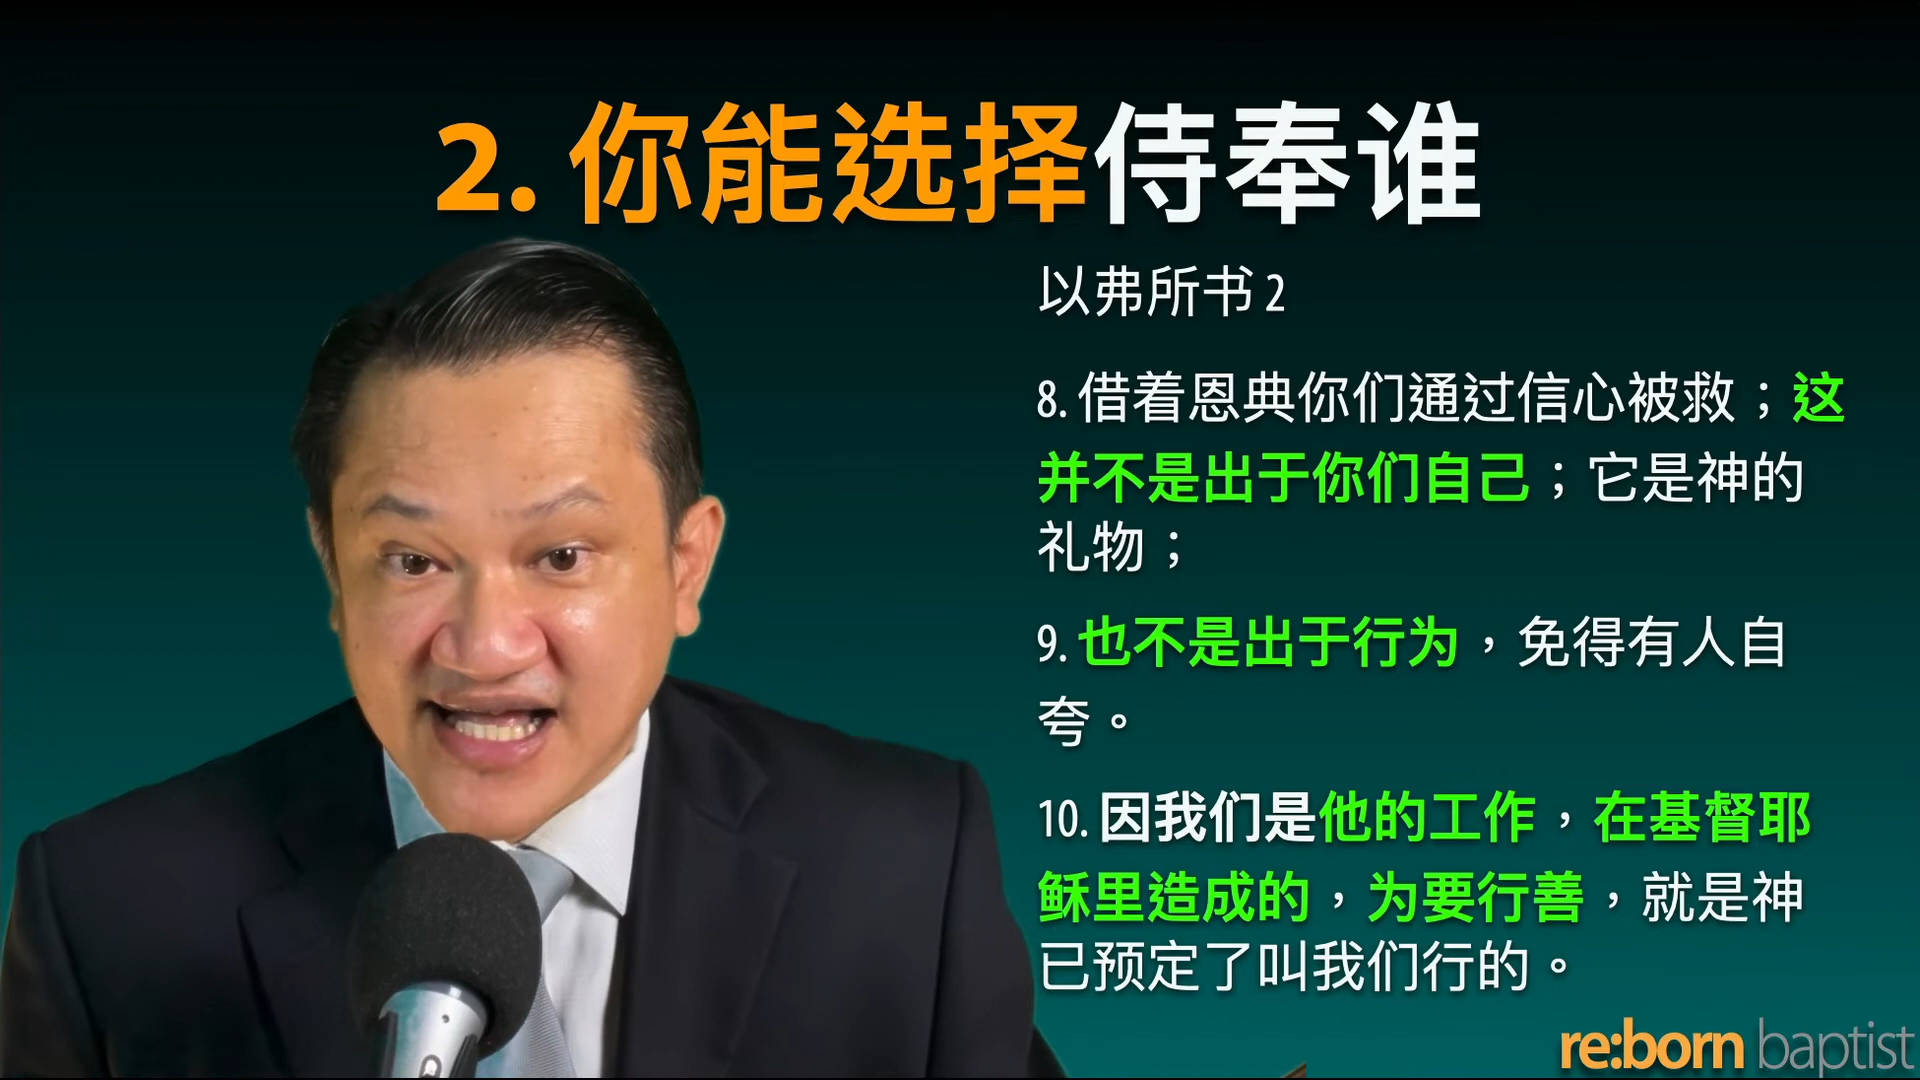 2. 你能选择侍奉谁
以弗所书 2
8. 借着恩典你们通过信心被救；这
并不是出于你们自己；它是神的
礼物；
9. 也不是出于行为，免得有人自
夸。
10. 因我们是他的工作，在基督耶
稣里造成的，为要行善，就是神
已预定了叫我们行的。
re:born baptist